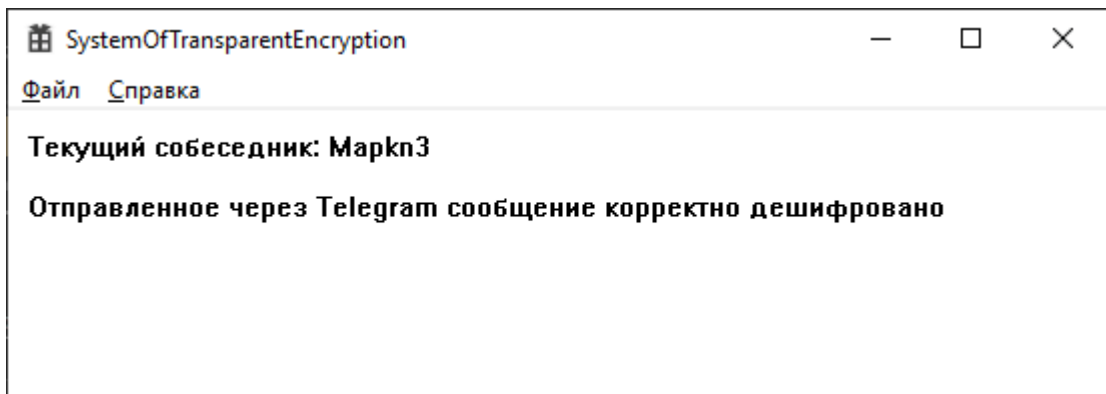 SystemOfTransparentEncryption
Файл Справка
Текущий собеседник: Mapkn3
Отправленное через Telegram сообщение корректно дешифровано